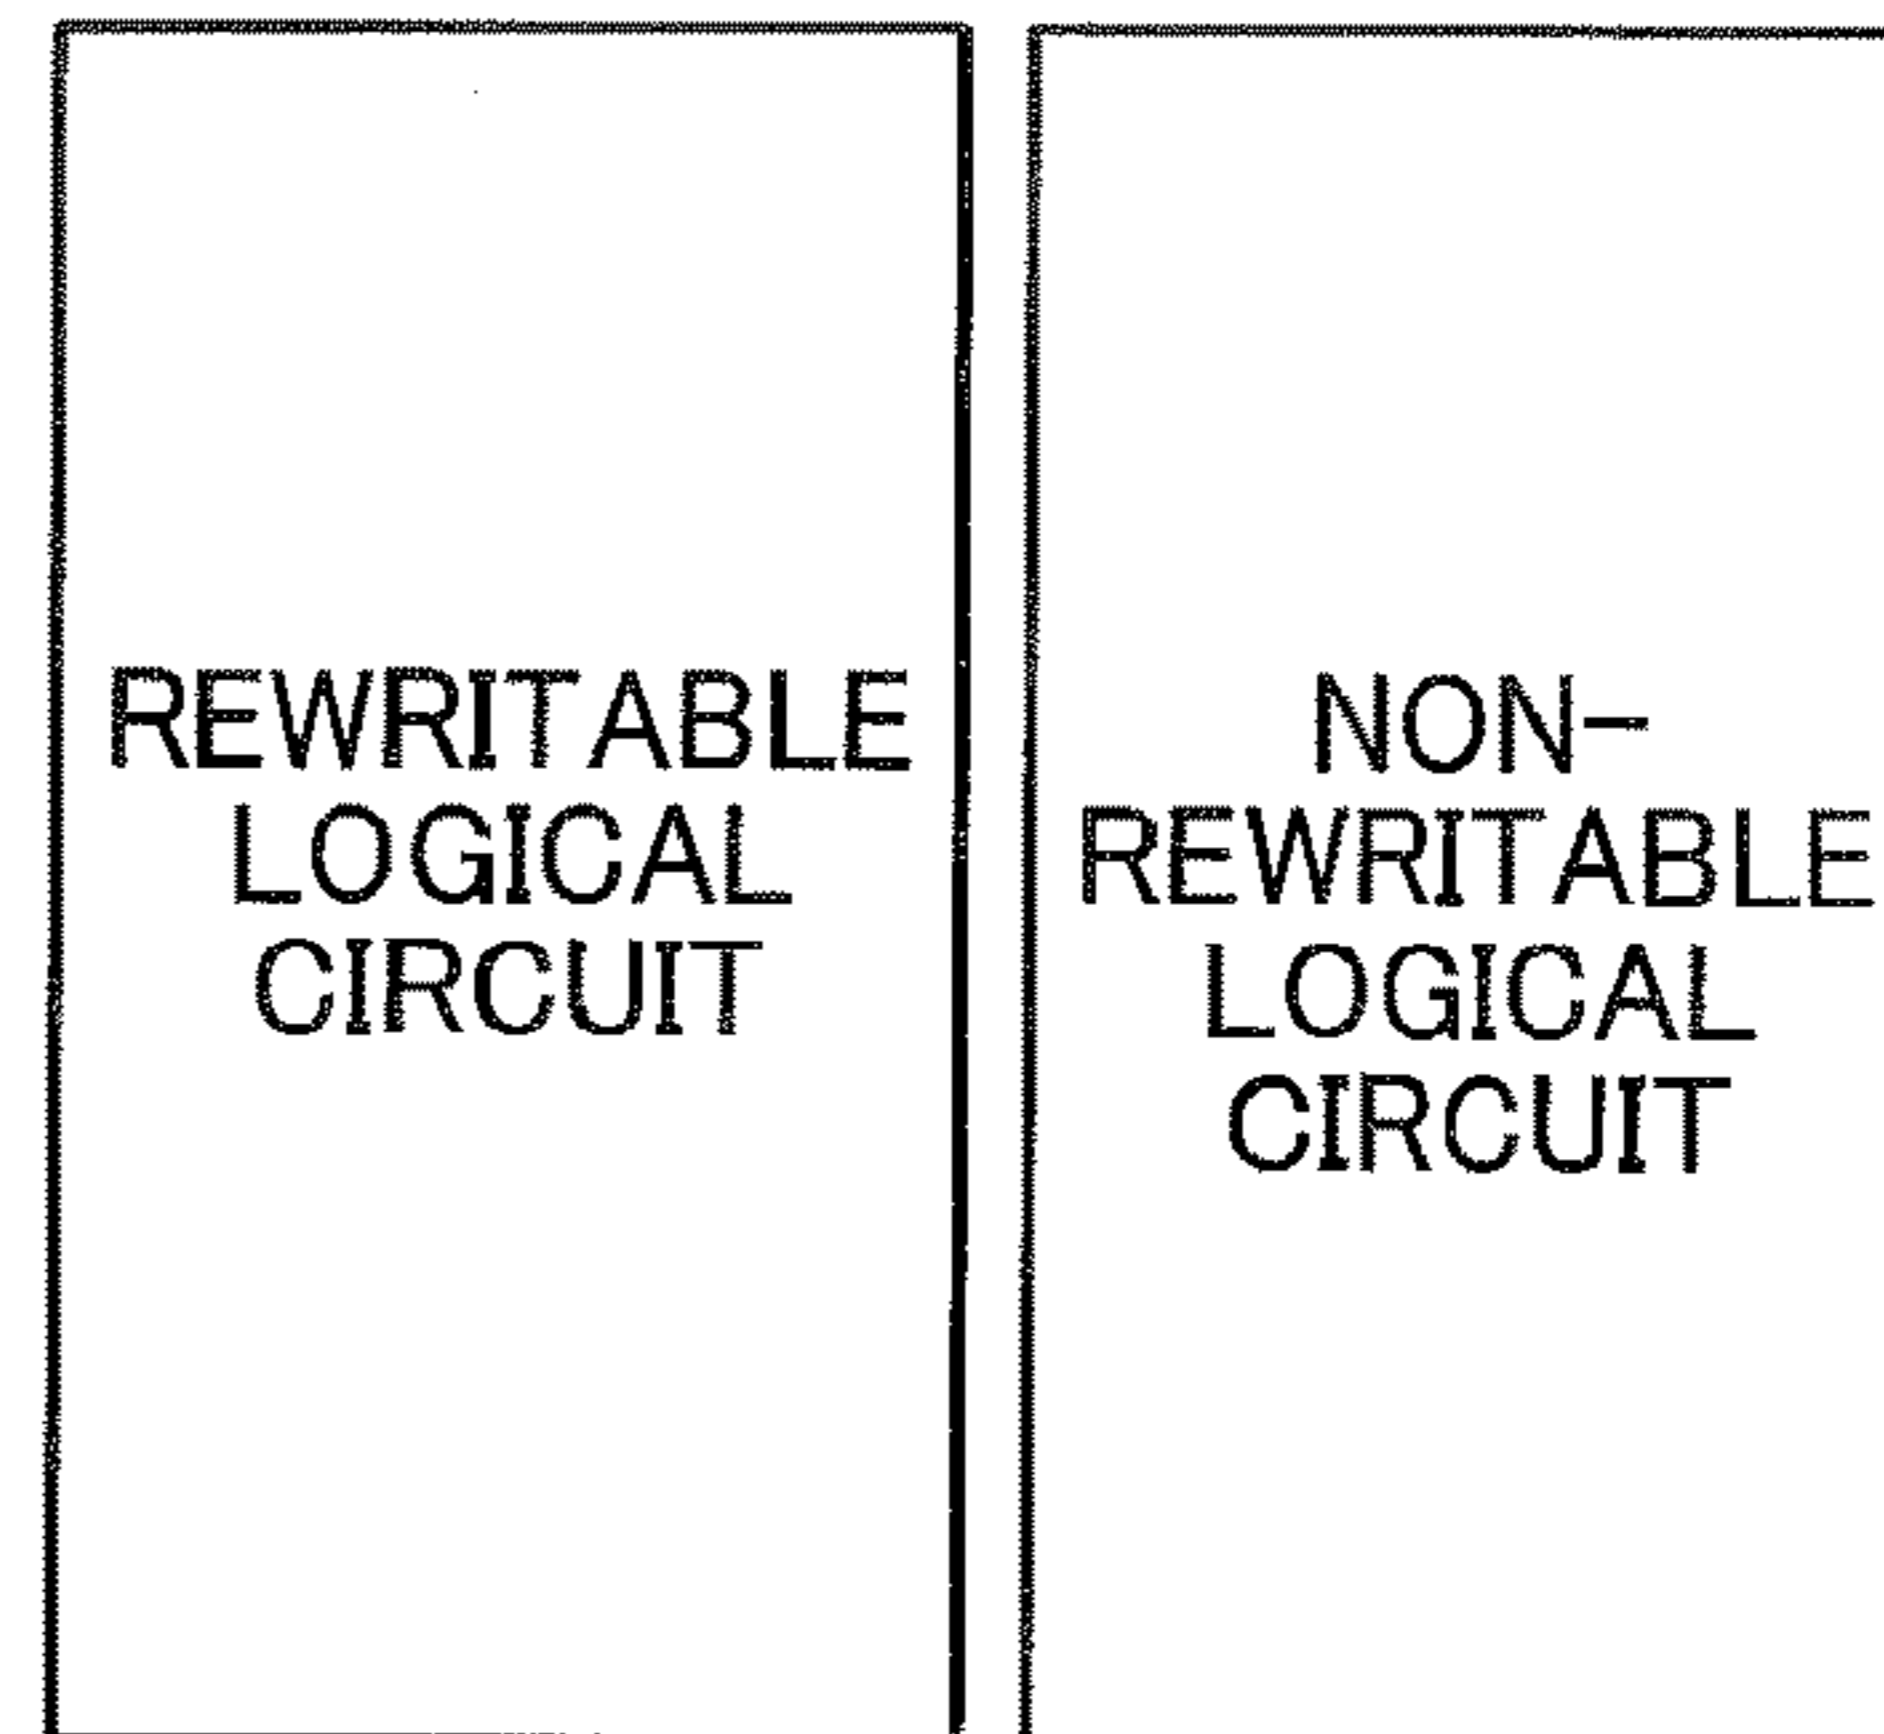 REWRITABLE
LOGICAL
CIRCUIT
NON-
REWRITABLE
LOGICAL
CIRCUIT